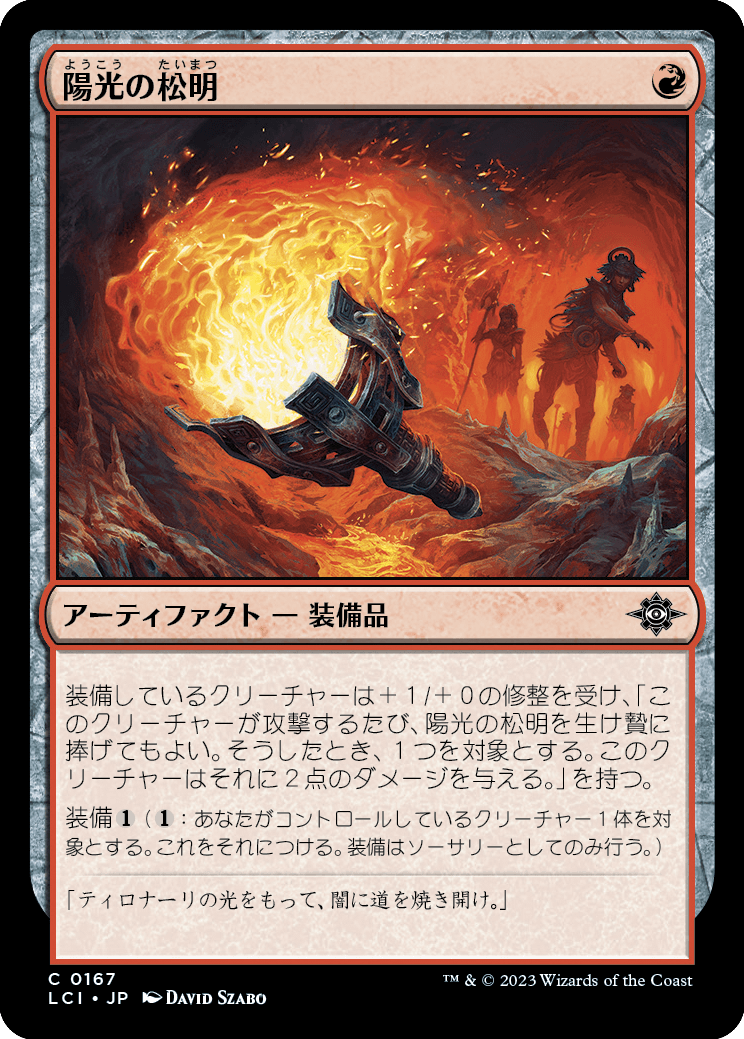 ようこう たいまつ
陽光の松明
アーティファクト — 装備品
装備しているクリーチャーは+1/+0の修整を受け、「こ
のクリーチャーが攻撃するたび、陽光の松明を生け贄に
捧げてもよい。そうしたとき、1つを対象とする。このク
リーチャーはそれに2点のダメージを与える。」を持つ。
装備1(1:あなたがコントロールしているクリーチャー1体を対
象とする。これをそれにつける。装備はソーサリーとしてのみ行う。)
「ティロナーリの光をもって、闇に道を焼き開け。」
C 0167
LCI • JP DAVID SZABO
™ & © 2023 Wizards of the Coast